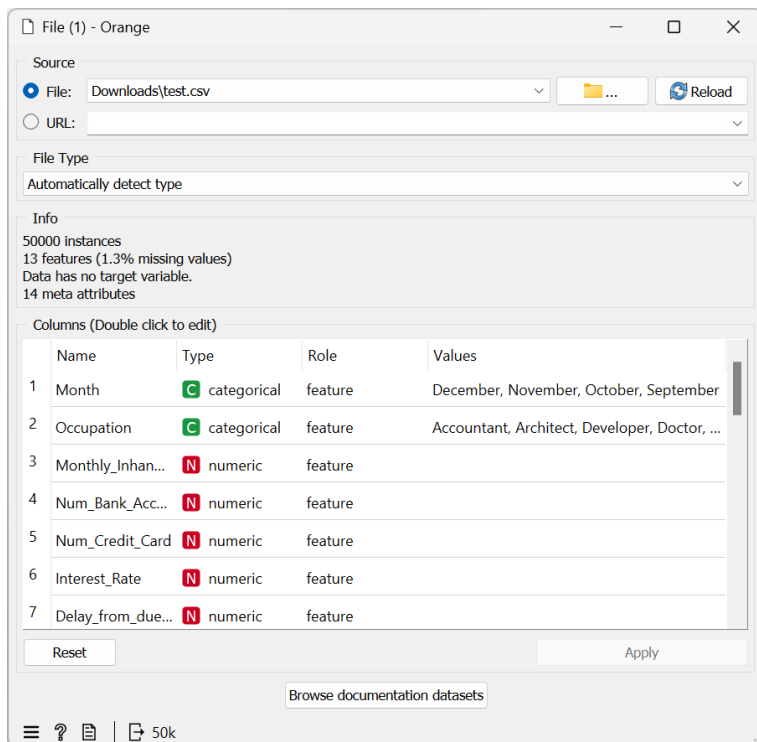 File (1) - Orange
Source
File: Downloads\test.csv ... Reload
URL:
File Type
Automatically detect type
Info
50000 instances
13 features (1.3% missing values)
Data has no target variable.
14 meta attributes
Columns (Double click to edit)
Name Type Role Values
1 Month C categorical feature December, November, October, September
2 Occupation C categorical feature Accountant, Architect, Developer, Doctor, ...
3 Monthly_Inhan... N numeric feature
4 Num_Bank_Acc... N numeric feature
5 Num_Credit_Card N numeric feature
6 Interest_Rate N numeric feature
7 Delay_from_due... N numeric feature
Reset Apply
Browse documentation datasets
? 50k